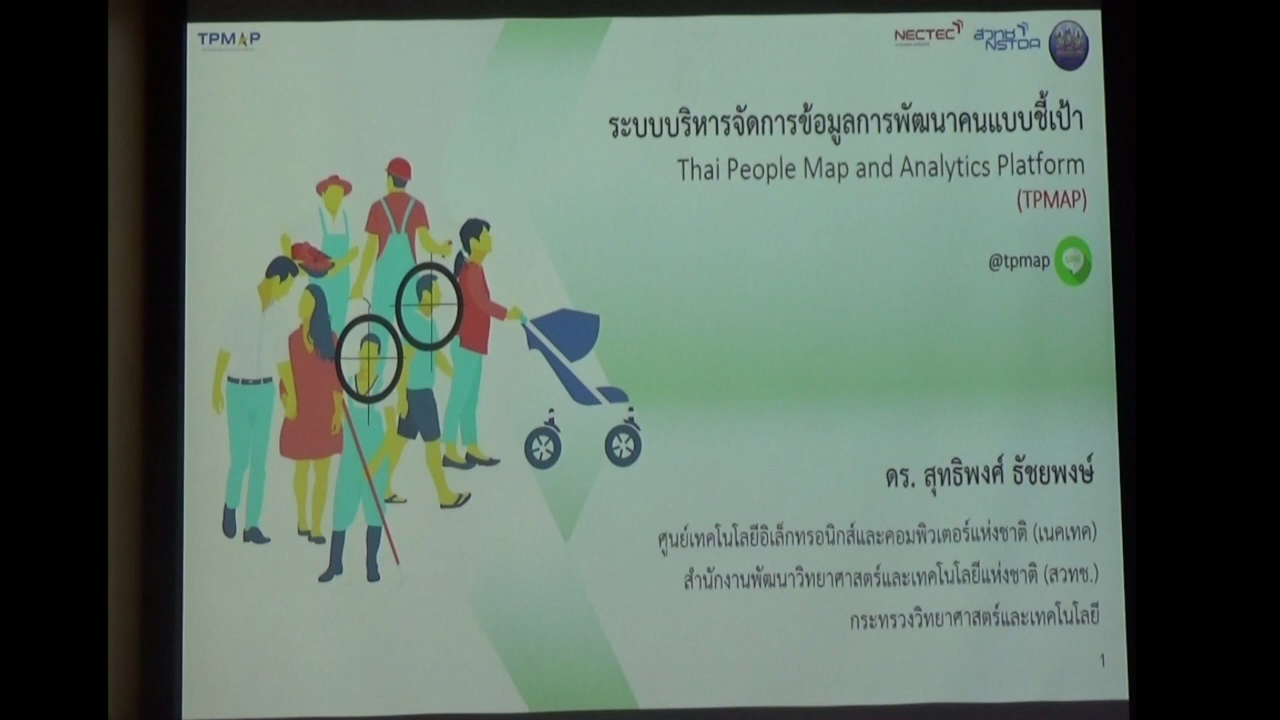 TPMAP
NECTEC
สวทช
NSTDA
ระบบบริหารจัดการข้อมูลการพัฒนาคนแบบชี้เป้า
Thai People Map and Analytics Platform
(TPMAP)
@tpmap
ดร. สุทธิพงศ์ ธัชยพงษ์
ศูนย์เทคโนโลยีอิเล็กทรอนิกส์และคอมพิวเตอร์แห่งชาติ (เนคเทค)
สำนักงานพัฒนาวิทยาศาสตร์และเทคโนโลยีแห่งชาติ (สวทช.)
กระทรวงวิทยาศาสตร์และเทคโนโลยี
1